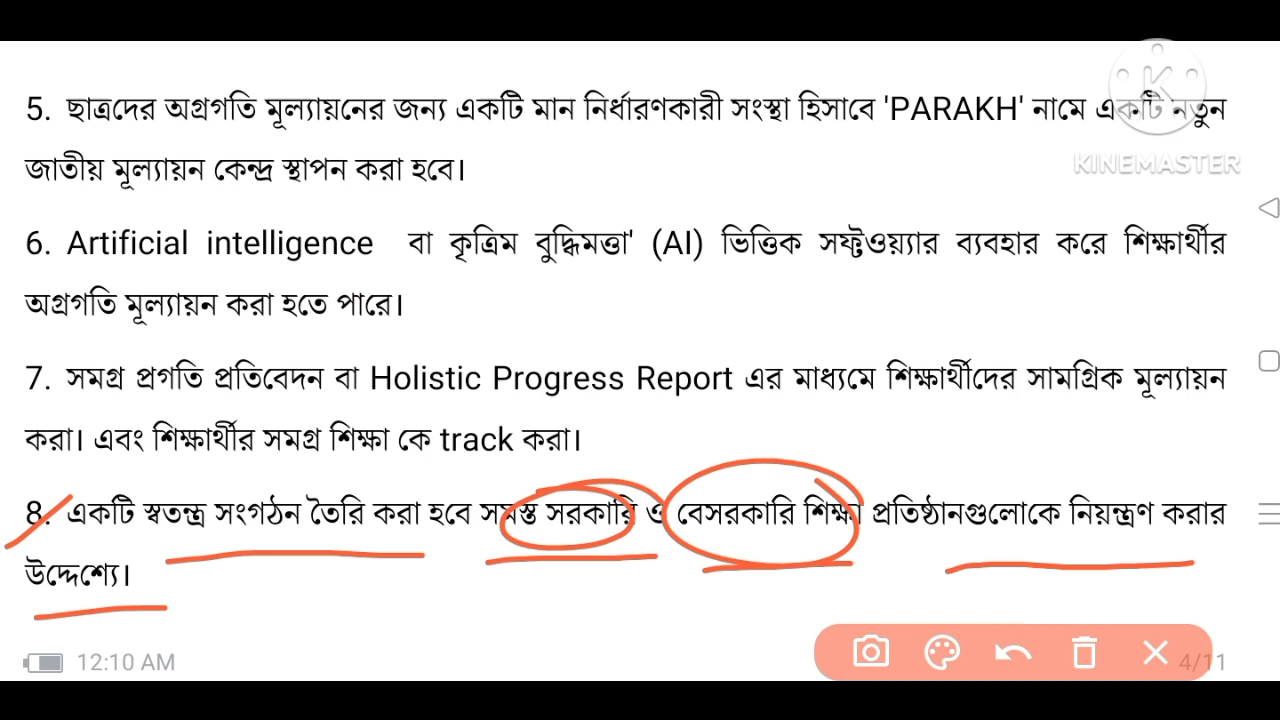 5. ছাত্রদের অগ্রগতি মূল্যায়নের জন্য একটি মান নির্ধারণকারী সংস্থা হিসাবে 'PARAKH' নামে একটি নতুন
জাতীয় মূল্যায়ন কেন্দ্র স্থাপন করা হবে।
KINEMASTER
6. Artificial intelligence বা কৃত্রিম বুদ্ধিমত্তা' (AI) ভিত্তিক সফ্টওয়্যার ব্যবহার করে শিক্ষার্থীর
অগ্রগতি মূল্যায়ন করা হতে পারে।
7. সমগ্র প্রগতি প্রতিবেদন বা Holistic Progress Report এর মাধ্যমে শিক্ষার্থীদের সামগ্রিক মূল্যায়ন
করা। এবং শিক্ষার্থীর সমগ্র শিক্ষা কে track করা।
8. একটি স্বতন্ত্র সংগঠন তৈরি করা হবে সমস্ত সরকারি ও বেসরকারি শিক্ষা প্রতিষ্ঠানগুলোকে নিয়ন্ত্রণ করার
উদ্দেশ্যে।
12:10 AM
4/11